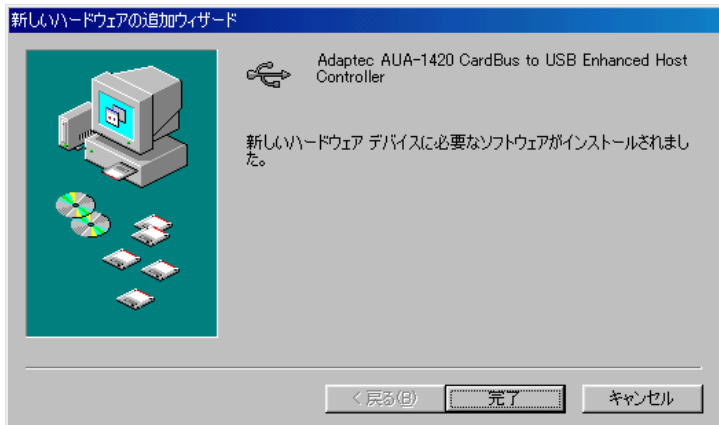 新しいハードウェアの追加ウィザード
Adaptec AUA-1420 CardBus to USB Enhanced Host
Controller
新しいハードウェア デバイスに必要なソフトウェアがインストールされまし
た。
< 戻る(B)
完了
キャンセル